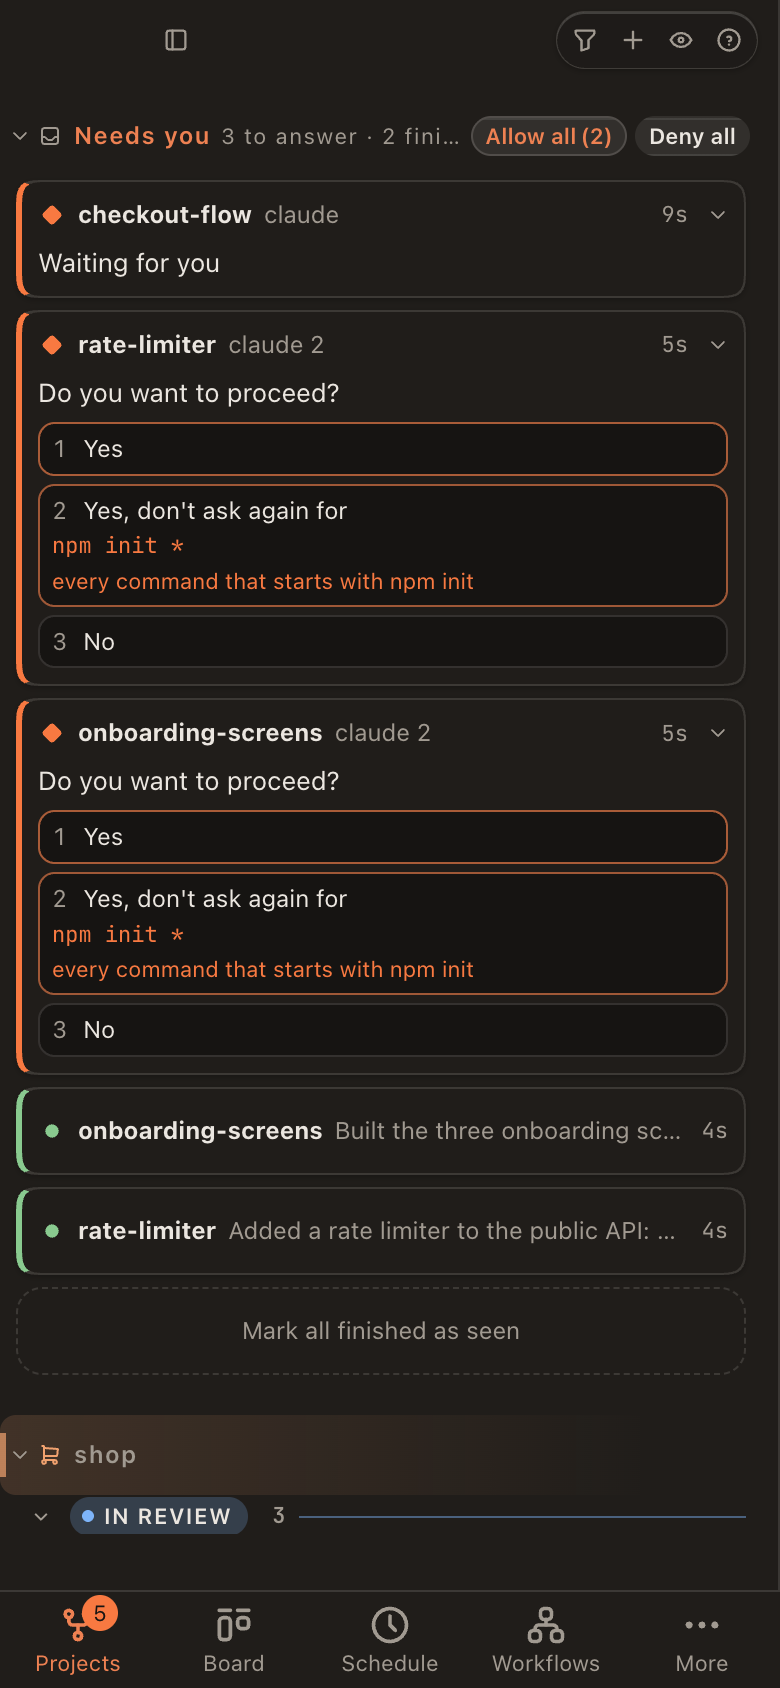 Needs you 3 to answer · 2 fini… Allow all (2) Deny all
checkout-flow claude 9s
Waiting for you
rate-limiter claude 2 5s
Do you want to proceed?
1 Yes
2 Yes, don't ask again for
npm init *
every command that starts with npm init
3 No
onboarding-screens claude 2 5s
Do you want to proceed?
1 Yes
2 Yes, don't ask again for
npm init *
every command that starts with npm init
3 No
onboarding-screens Built the three onboarding sc… 4s
rate-limiter Added a rate limiter to the public API: … 4s
Mark all finished as seen
shop
IN REVIEW 3
5
Projects Board Schedule Workflows More